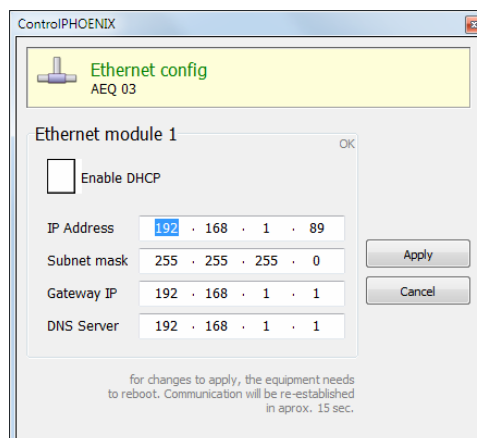 ControlPHOENIX
Ethernet config
AEQ 03
Ethernet module 1
OK
Enable DHCP
IP Address 192 . 168 . 1 . 89
Subnet mask 255 . 255 . 255 . 0
Apply
Gateway IP 192 . 168 . 1 . 1
Cancel
DNS Server 192 . 168 . 1 . 1
for changes to apply, the equipment needs
to reboot. Communication will be re-established
in aprox. 15 sec.